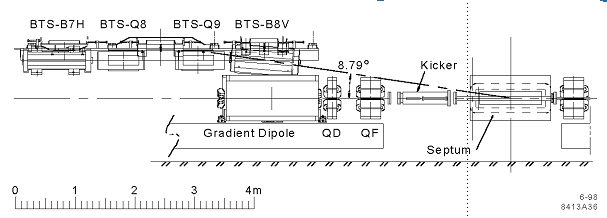 BTS-B7H BTS-Q8 BTS-Q9 BTS-B8V
8.79° Kicker
Gradient Dipole QD QF
Septum
0 1 2 3 4m
6-98
8413A36